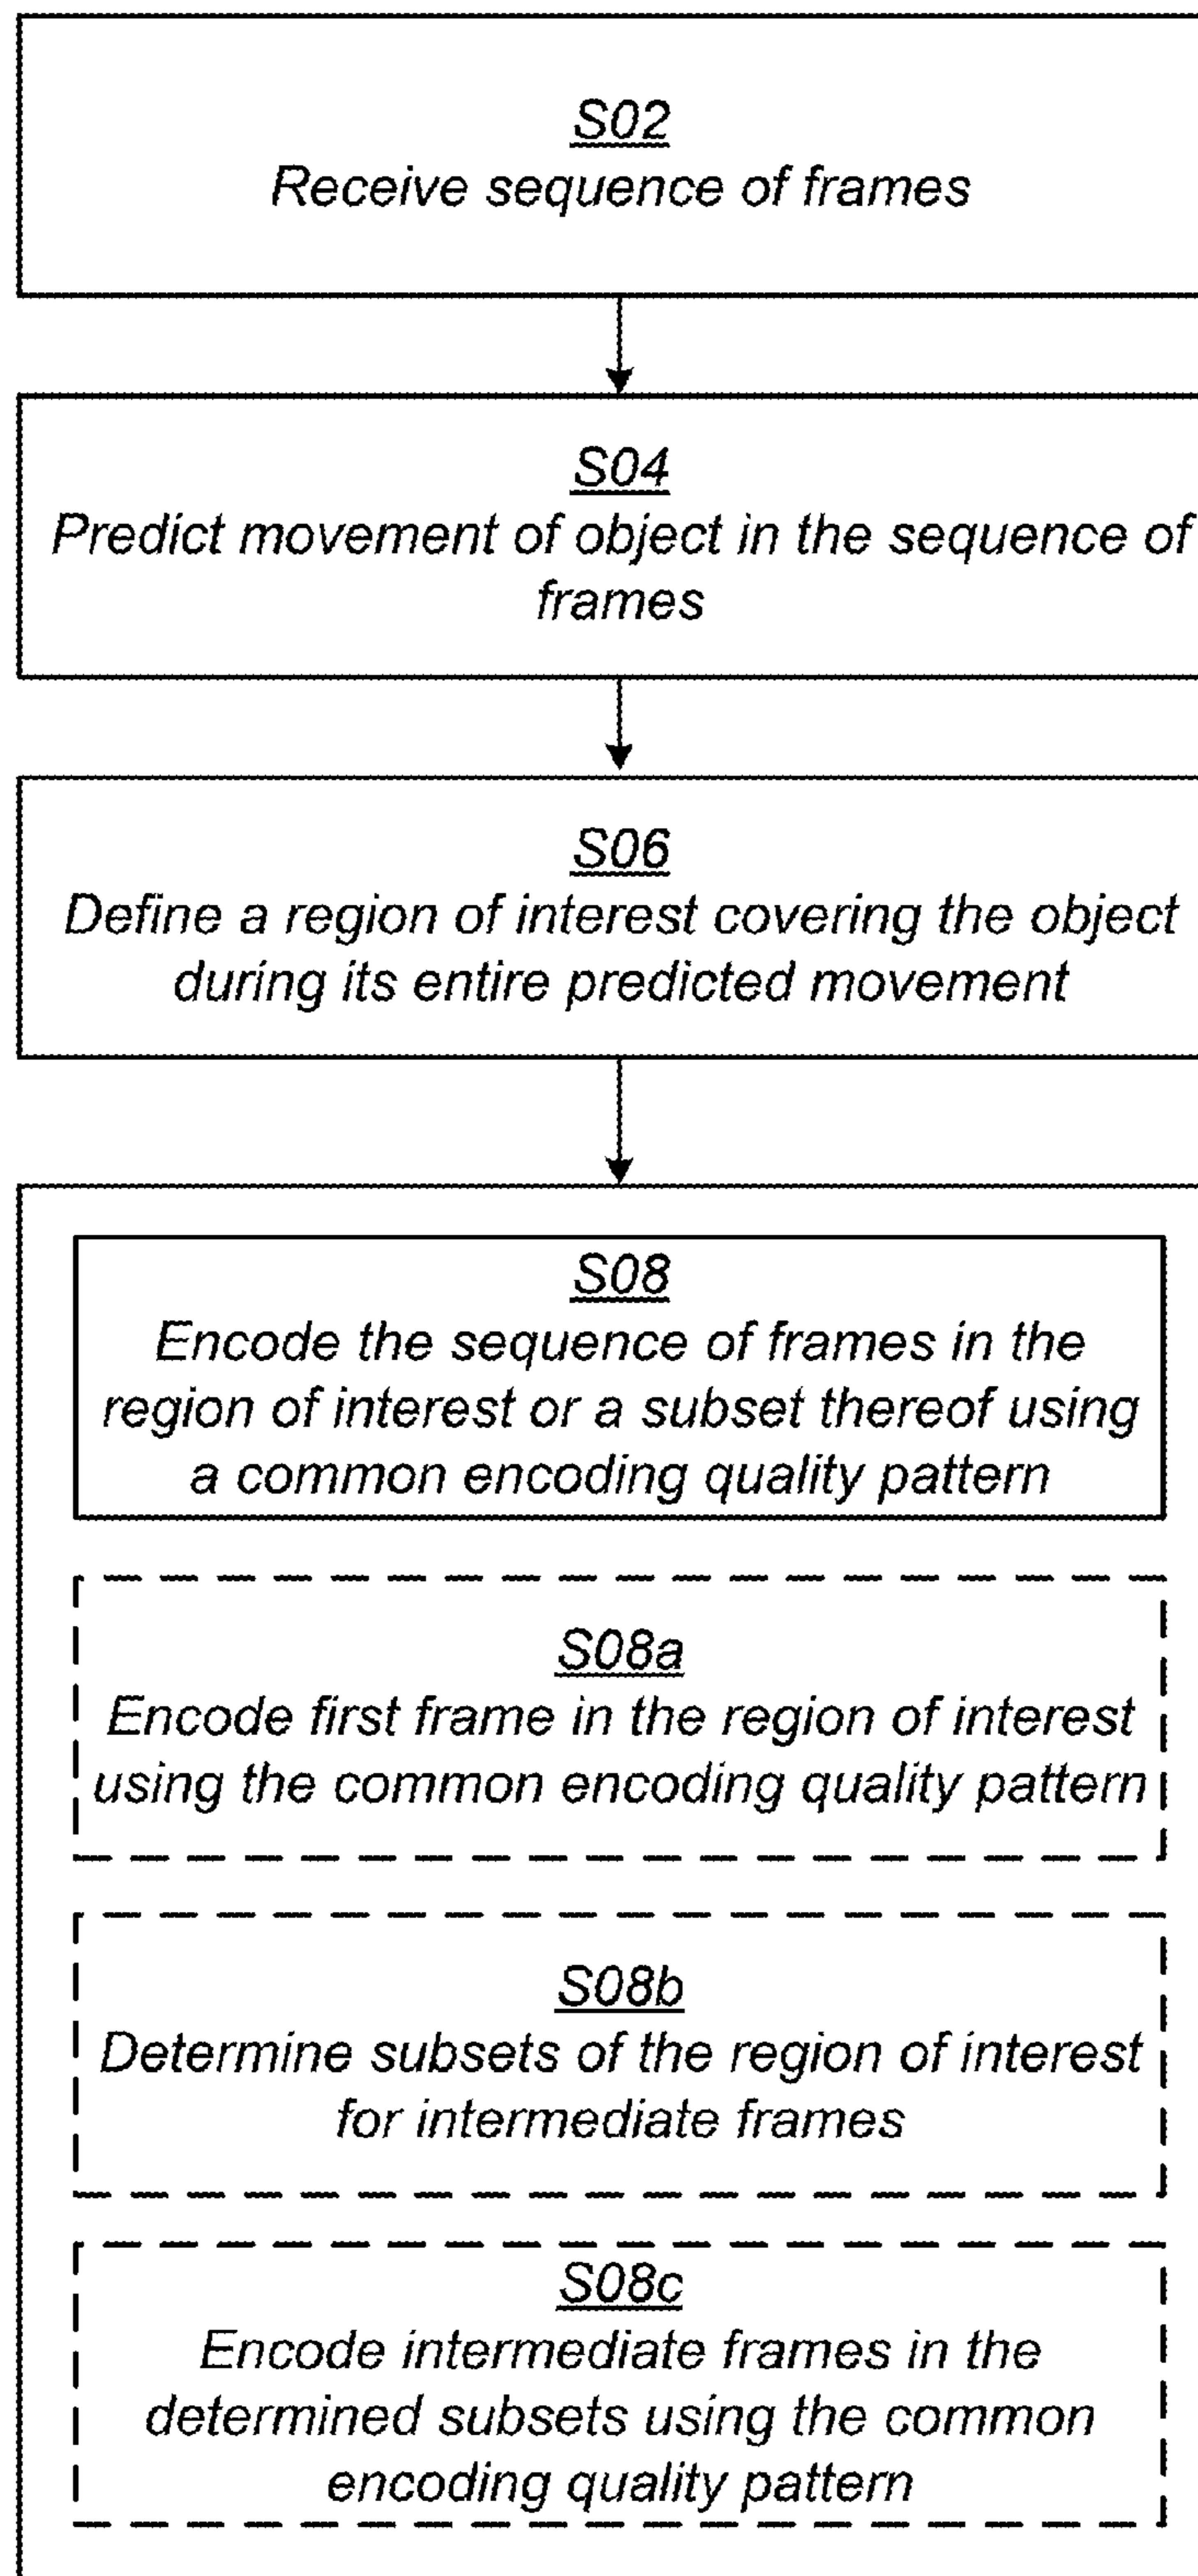 S02
Receive sequence of frames
S04
Predict movement of object in the sequence of
frames
S06
Define a region of interest covering the object
during its entire predicted movement
S08
Encode the sequence of frames in the
region of interest or a subset thereof using
a common encoding quality pattern
S08a
Encode first frame in the region of interest
using the common encoding quality pattern
S08b
Determine subsets of the region of interest
for intermediate frames
S08c
Encode intermediate frames in the
determined subsets using the common
encoding quality pattern